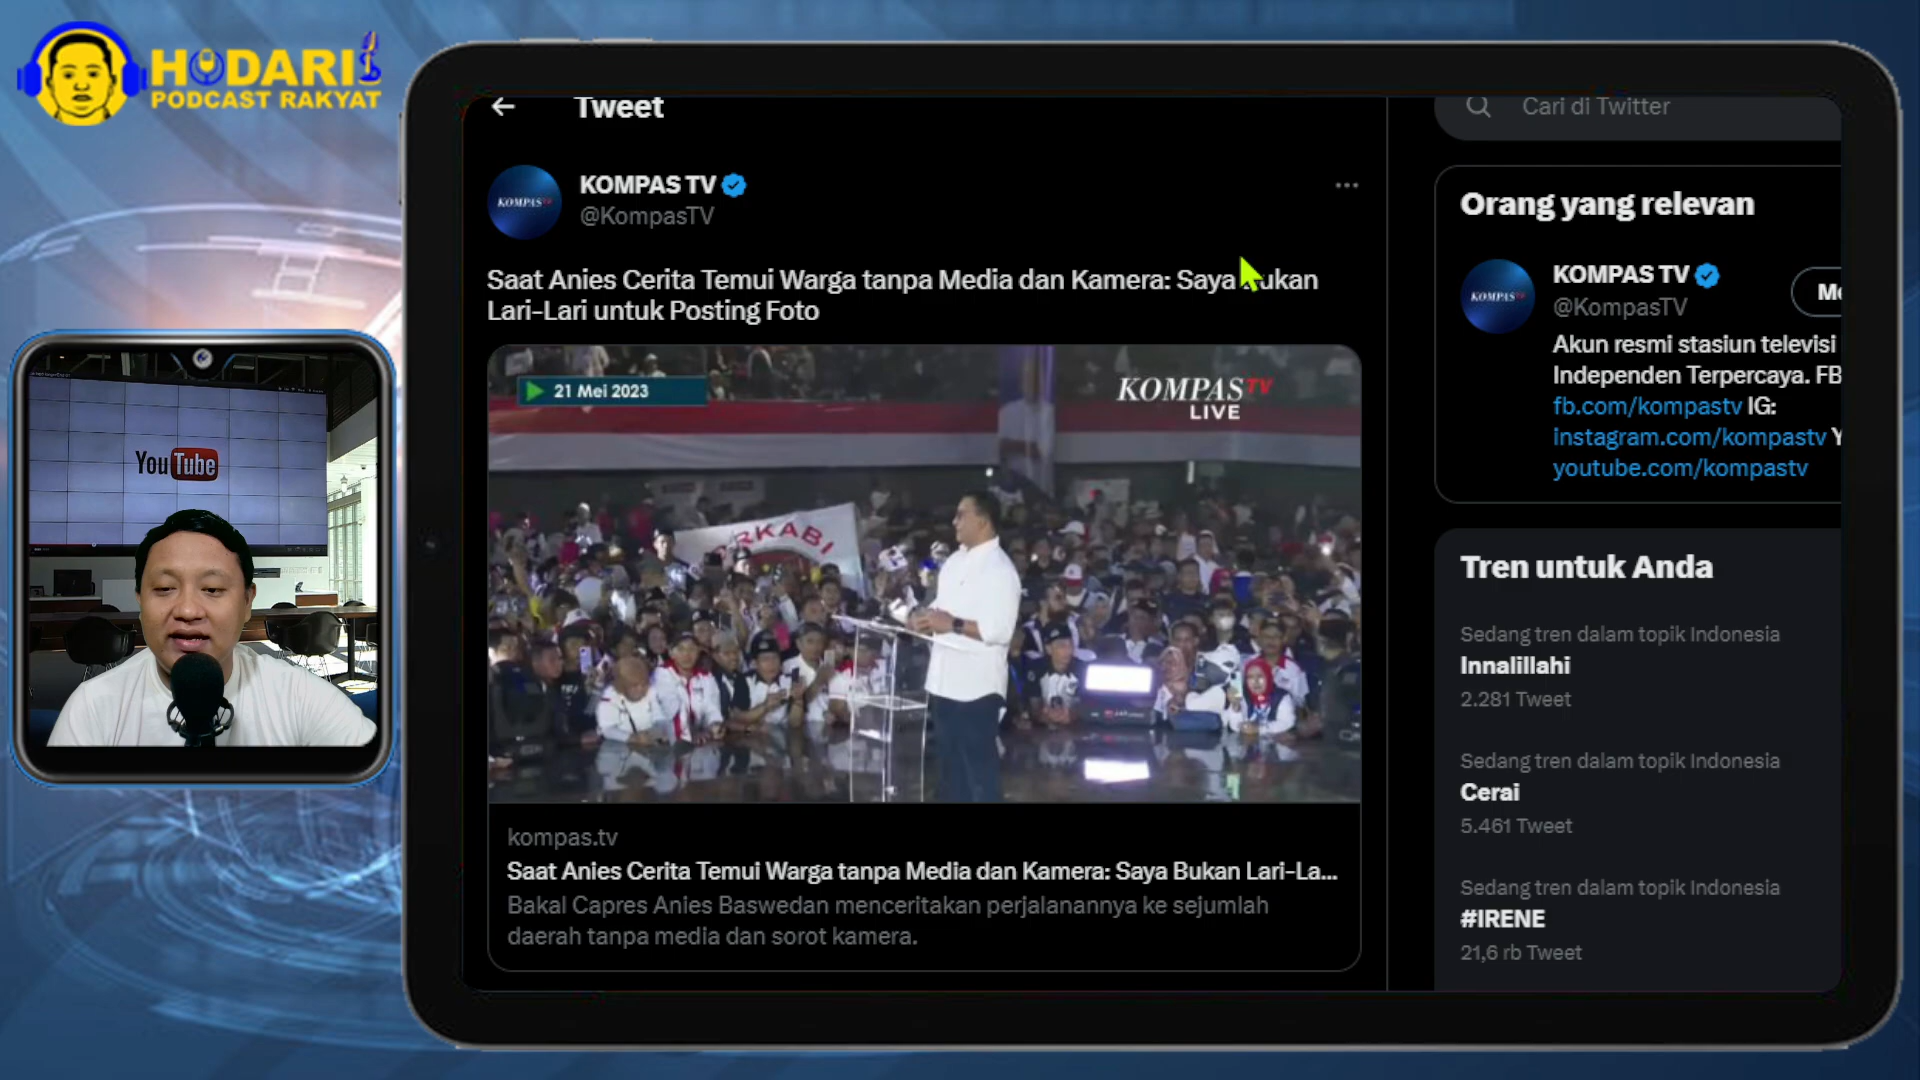 HODARI
PODCAST RAKYAT
YouTube
Tweet
KOMPAS TV
@KompasTV
Saat Anies Cerita Temui Warga tanpa Media dan Kamera: Saya Bukan
Lari-Lari untuk Posting Foto
21 Mei 2023
KOMPAS TV
LIVE
kompas.tv
Saat Anies Cerita Temui Warga tanpa Media dan Kamera: Saya Bukan Lari-La...
Bakal Capres Anies Baswedan menceritakan perjalanannya ke sejumlah
daerah tanpa media dan sorot kamera.
Cari di Twitter
Orang yang relevan
KOMPAS TV
@KompasTV
Akun resmi stasiun televisi
Independen Terpercaya. FB
fb.com/kompastv IG:
instagram.com/kompastv Y
youtube.com/kompastv
Tren untuk Anda
Sedang tren dalam topik Indonesia
Innalillahi
2.281 Tweet
Sedang tren dalam topik Indonesia
Cerai
5.461 Tweet
Sedang tren dalam topik Indonesia
#IRENE
21,6 rb Tweet